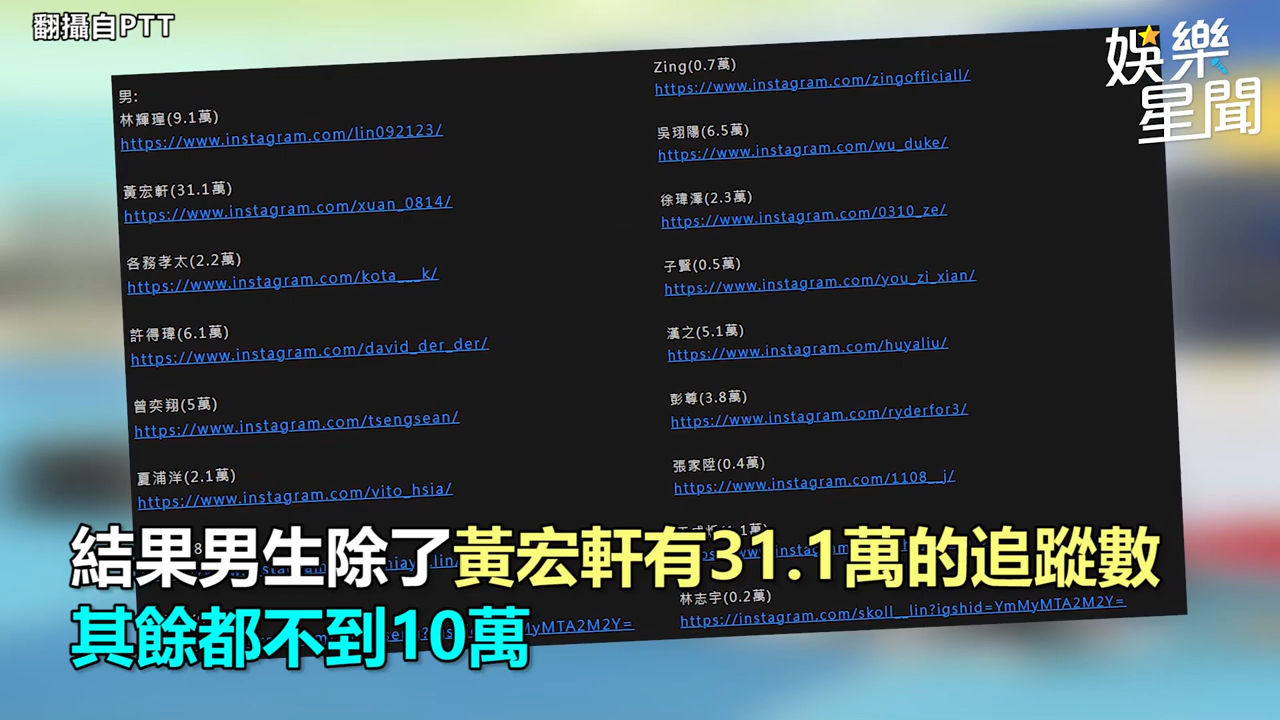 翻攝自PTT
娛樂
星聞
男:
林輝瑝(9.1萬)
https://www.instagram.com/lin092123/
黃宏軒(31.1萬)
https://www.instagram.com/xuan_0814/
各務孝太(2.2萬)
https://www.instagram.com/kota___k/
許得瑋(6.1萬)
https://www.instagram.com/david_der_der/
曾奕翔(5萬)
https://www.instagram.com/tsengsean/
夏浦洋(2.1萬)
https://www.instagram.com/vito_hsia/
Zing(0.7萬)
https://www.instagram.com/zingofficiall/
吳珝陽(6.5萬)
https://www.instagram.com/wu_duke/
徐瑋澤(2.3萬)
https://www.instagram.com/0310_ze/
子賢(0.5萬)
https://www.instagram.com/you_zi_xian/
漢之(5.1萬)
https://www.instagram.com/huyaliu/
彭尊(3.8萬)
https://www.instagram.com/ryderfor3/
張家陞(0.4萬)
https://www.instagram.com/1108__j/
林志宇(0.2萬)
https://instagram.com/skoll__lin?igshid=YmMyMTA2M2Y=
結果男生除了黃宏軒有31.1萬的追蹤數
其餘都不到10萬